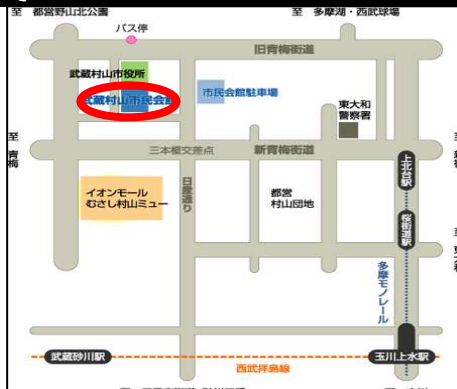 至 都営野山北公園
至 多摩湖・西武球場
バス停
旧青梅街道
武蔵村山市役所
武蔵村山市民会館
市民会館駐車場
東大和
警察署
至 青梅
三本榎交差点
新青梅街道
上北台駅
イオンモール
むさし村山ミュー
日産通り
都営
村山団地
桜街道駅
多摩モノレール
武蔵砂川駅
西武拝島線
玉川上水駅